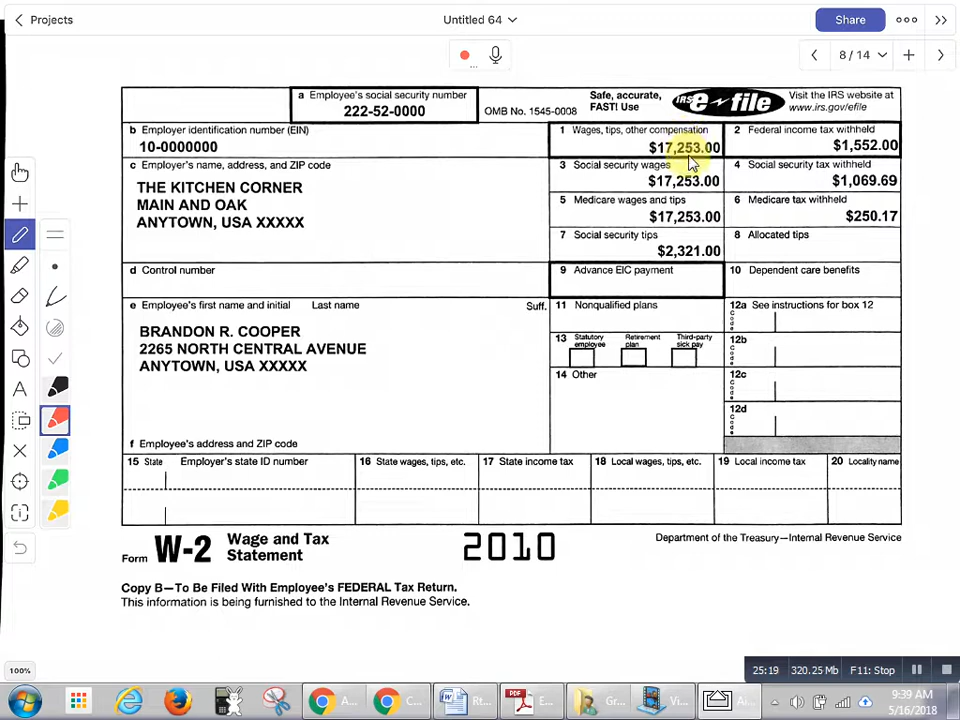 Projects
Untitled 64
Share
8 / 14
a Employee's social security number
222-52-0000
OMB No. 1545-0008
Safe, accurate,
FAST! Use
IRS e-file
Visit the IRS website at
www.irs.gov/efile
b Employer identification number (EIN)
10-0000000
1 Wages, tips, other compensation
$17,253.00
2 Federal income tax withheld
$1,552.00
c Employer's name, address, and ZIP code
THE KITCHEN CORNER
MAIN AND OAK
ANYTOWN, USA XXXXX
3 Social security wages
$17,253.00
4 Social security tax withheld
$1,069.69
5 Medicare wages and tips
$17,253.00
6 Medicare tax withheld
$250.17
7 Social security tips
$2,321.00
8 Allocated tips
d Control number
9 Advance EIC payment
10 Dependent care benefits
e Employee's first name and initial Last name Suff.
BRANDON R. COOPER
2265 NORTH CENTRAL AVENUE
ANYTOWN, USA XXXXX
11 Nonqualified plans
12a See instructions for box 12
Code
13 Statutory employee Retirement plan Third-party sick pay
12b
Code
14 Other
12c
Code
12d
Code
f Employee's address and ZIP code
15 State Employer's state ID number
16 State wages, tips, etc.
17 State income tax
18 Local wages, tips, etc.
19 Local income tax
20 Locality name
Form W-2 Wage and Tax
Statement
2010
Department of the Treasury—Internal Revenue Service
Copy B—To Be Filed With Employee's FEDERAL Tax Return.
This information is being furnished to the Internal Revenue Service.
100%
25:19 320.25 Mb F11: Stop
A...
C...
Rt...
E...
Gr...
Vi...
Ai...
9:39 AM
5/16/2018